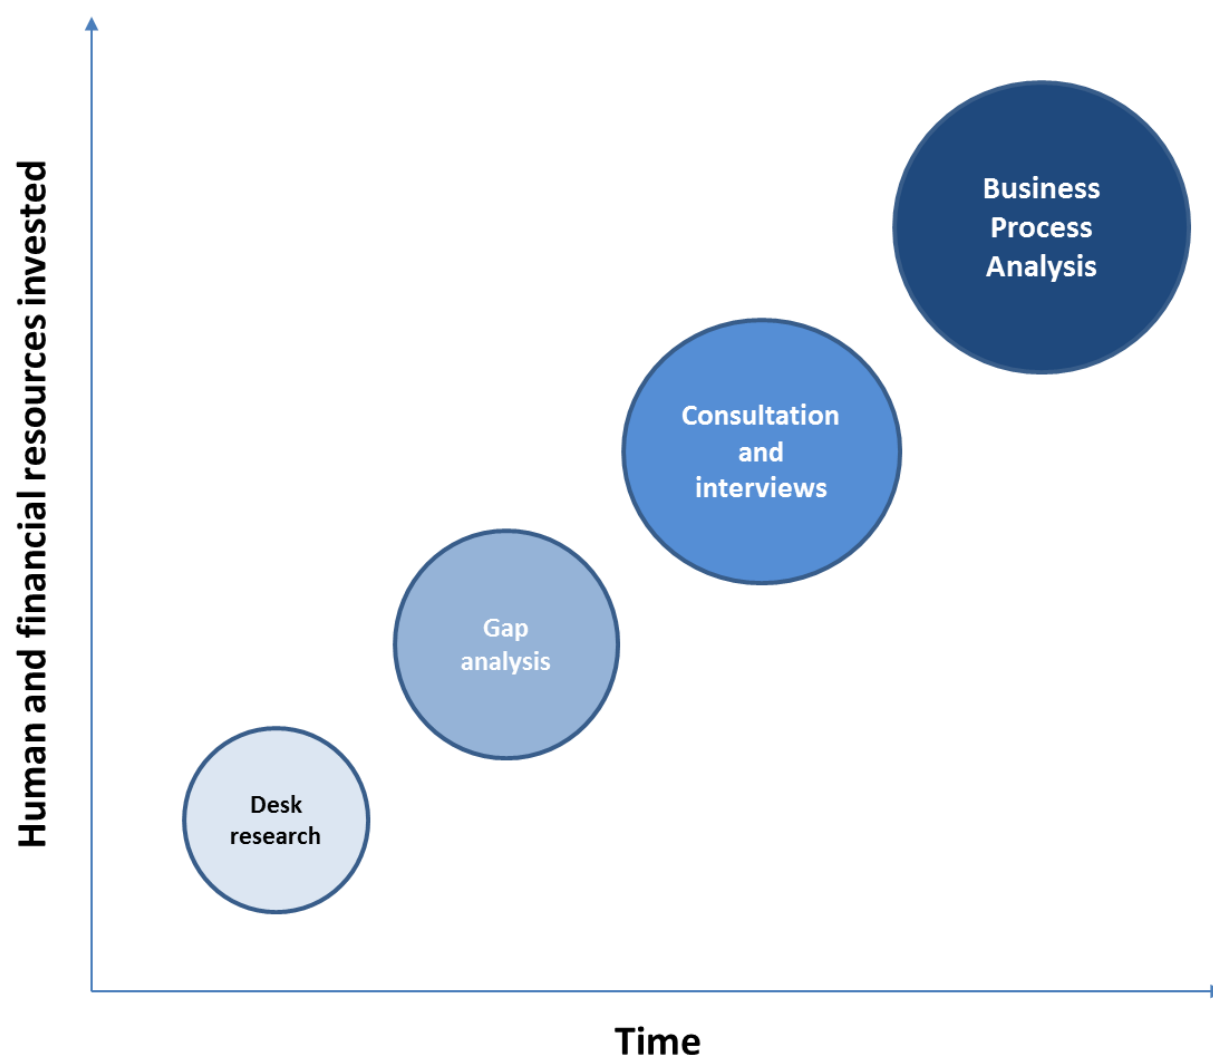 Human and financial resources invested
Business
Process
Analysis
Consultation
and
interviews
Gap
analysis
Desk
research
Time